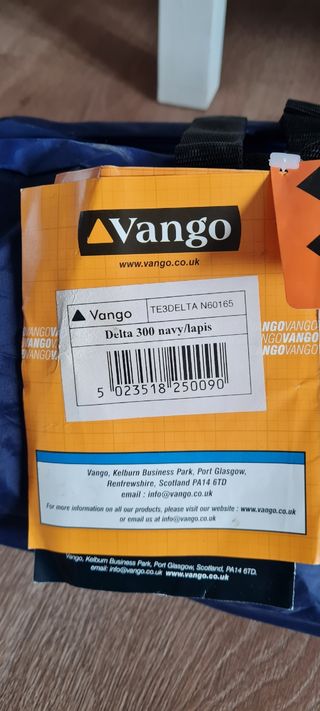 Vango
www.vango.co.uk
Vango
TE3DELTA N60165
Delta 300 navy/lapis
5 023518 250090
VANGOVANGO
VANGOVANGO
VANGOVANGO
VANGOVANGO
Vango, Kelburn Business Park, Port Glasgow,
Renfrewshire, Scotland PA14 6TD
email : info@vango.co.uk
For more information on all our products, please visit our website : www.vango.co.uk
or email us at info@vango.co.uk
Vango, Kelburn Business Park, Port Glasgow, Scotland, PA14 6TD.
email: info@vango.co.uk www.vango.co.uk